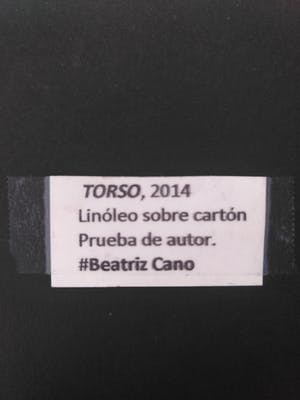 TORSO, 2014
Linóleo sobre cartón
Prueba de autor.
#Beatriz Cano